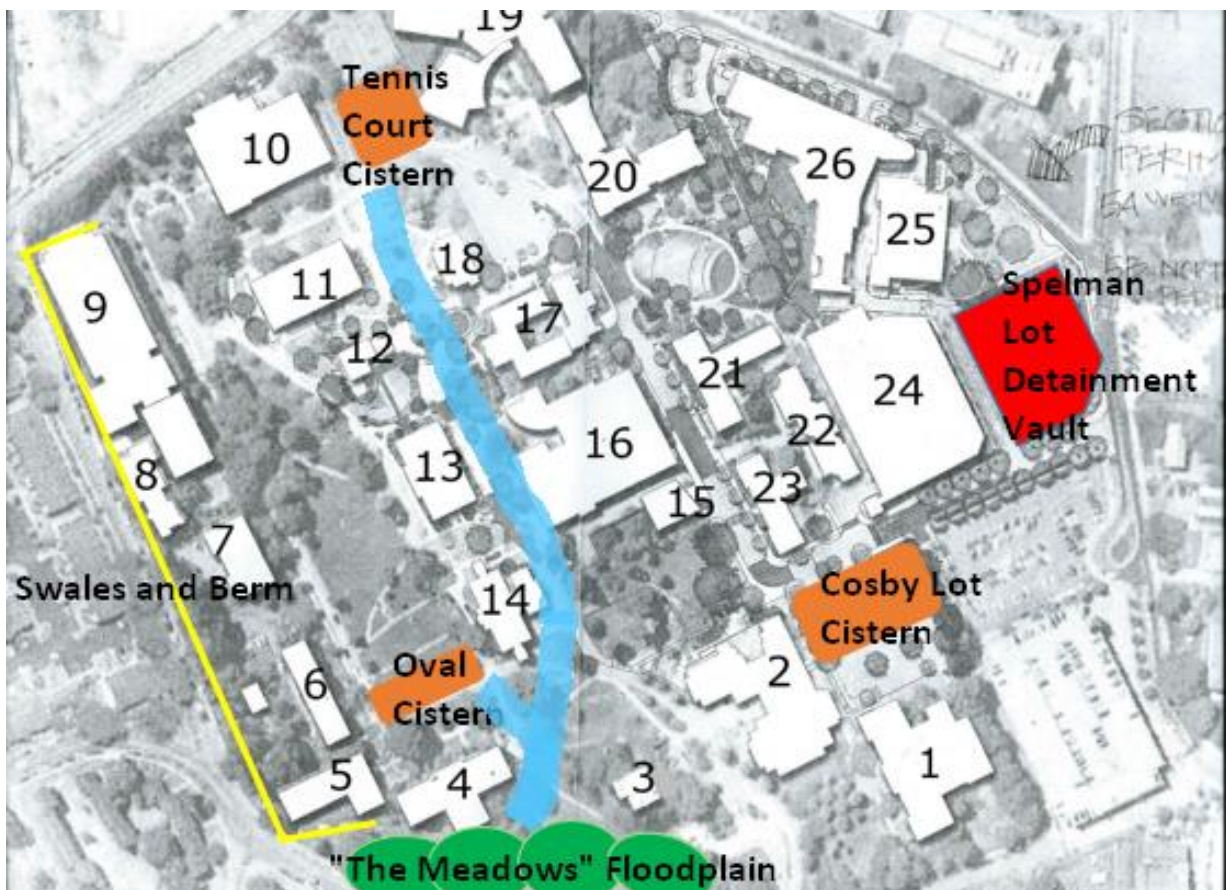 19
Tennis
Court
Cistern
10
20
26
25
18
11
9
17
12
Spelman
Lot
Detainment
Vault
21
24
22
16
13
8
15
23
7
Swales and Berm
14
Cosby Lot
Cistern
Oval
Cistern
6
2
5
4
3
1
"The Meadows" Floodplain